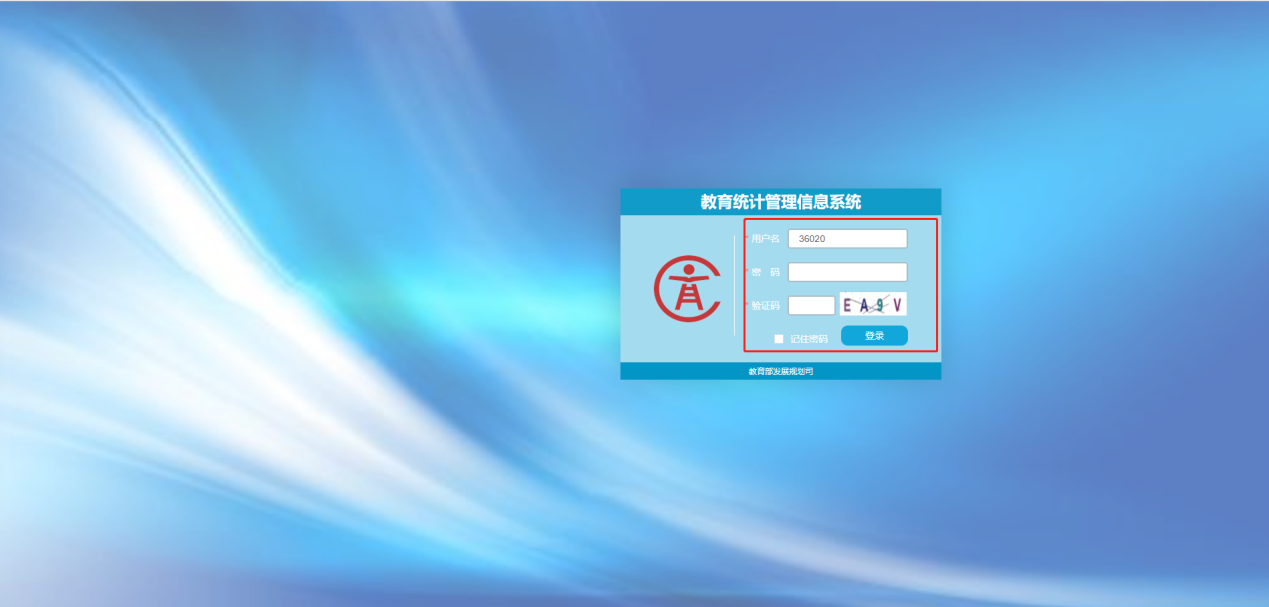 教育统计管理信息系统
* 用户名 36020
* 密 码
* 验证码 E A 9 V
记住密码 登录
教育部发展规划司